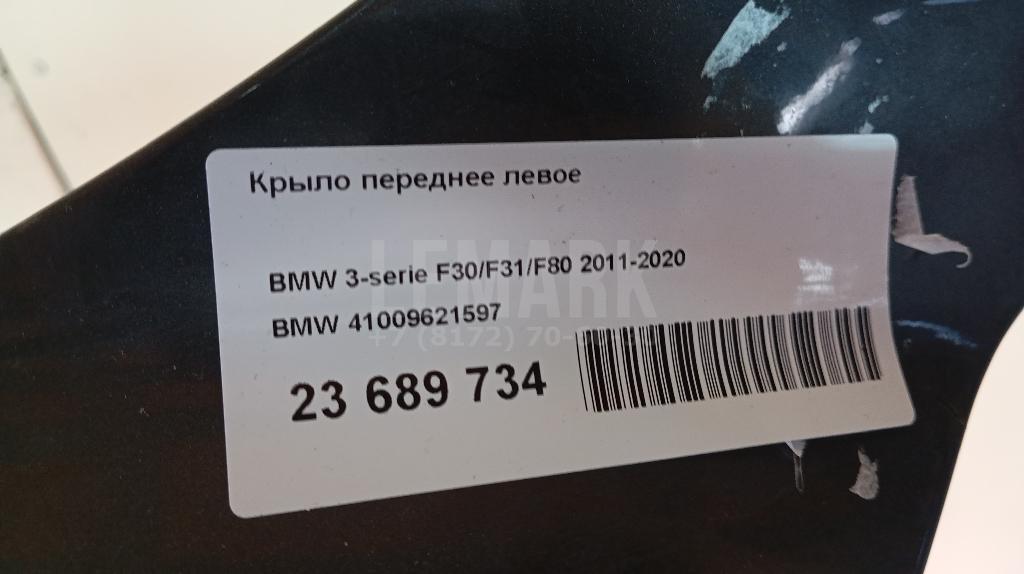 Крыло переднее левое
BMW 3-serie F30/F31/F80 2011-2020
LFMARK
BMW 41009621597
+7 (8172) 70-
23 689 734